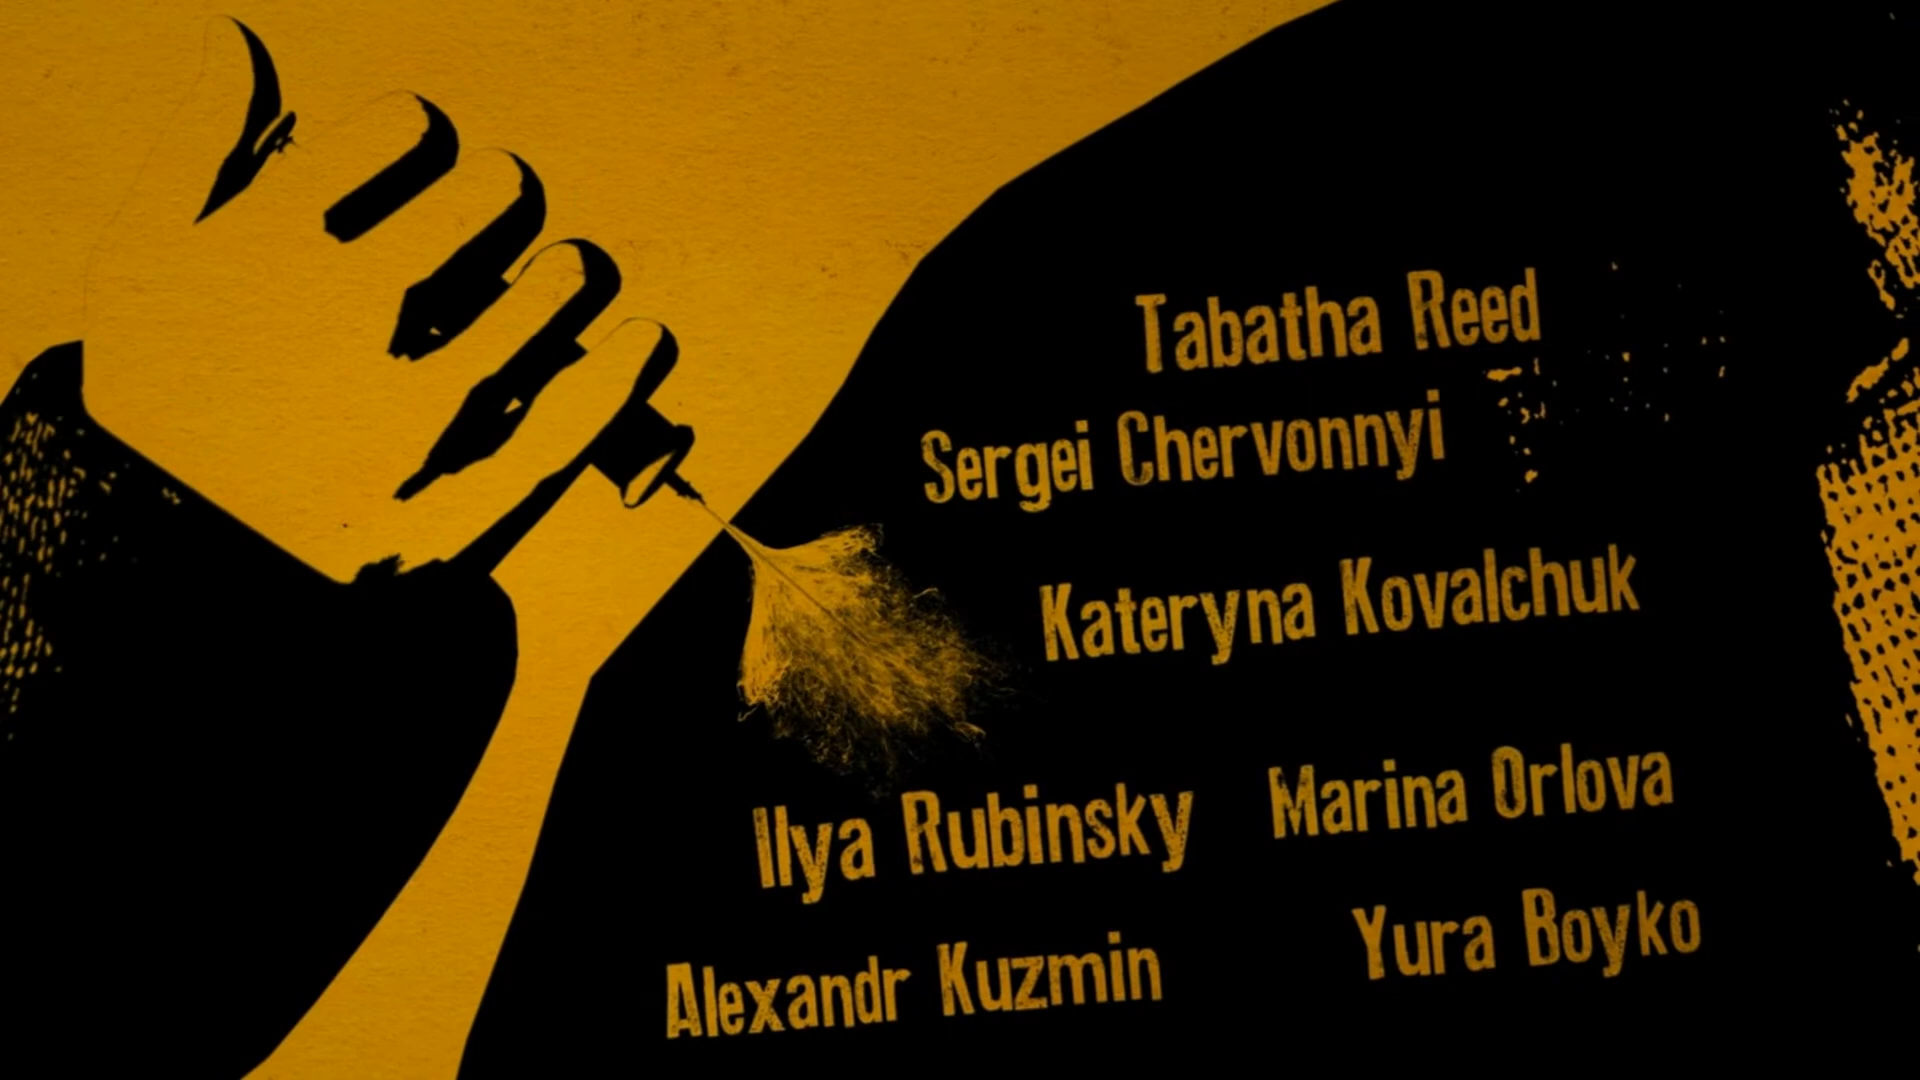 Tabatha Reed
Sergei Chervonnyi
Kateryna Kovalchuk
Ilya Rubinsky
Marina Orlova
Alexandr Kuzmin
Yura Boyko